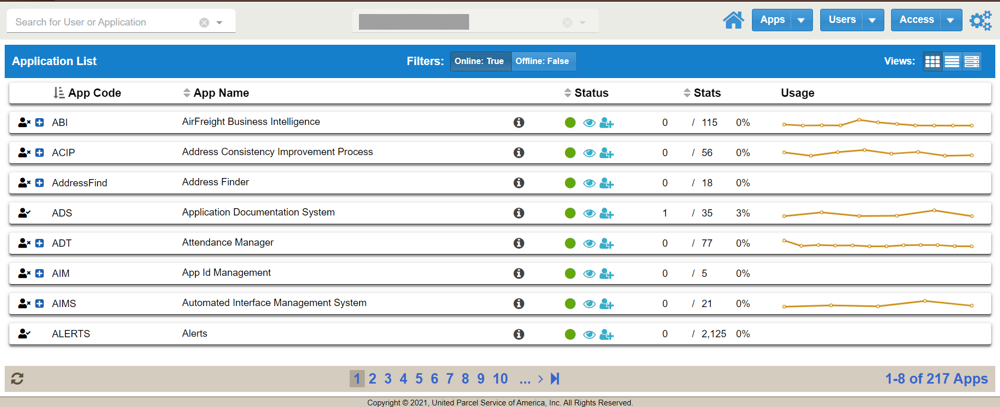 Search for User or Application
Apps
Users
Access
Application List
Filters: Online: True Offline: False
Views:
App Code App Name Status Stats Usage
ABI AirFreight Business Intelligence 0 / 115 0%
ACIP Address Consistency Improvement Process 0 / 56 0%
AddressFind Address Finder 0 / 18 0%
ADS Application Documentation System 1 / 35 3%
ADT Attendance Manager 0 / 77 0%
AIM App Id Management 0 / 5 0%
AIMS Automated Interface Management System 0 / 21 0%
ALERTS Alerts 0 / 2,125 0%
1 2 3 4 5 6 7 8 9 10 ...
1-8 of 217 Apps
Copyright © 2021, United Parcel Service of America, Inc. All Rights Reserved.